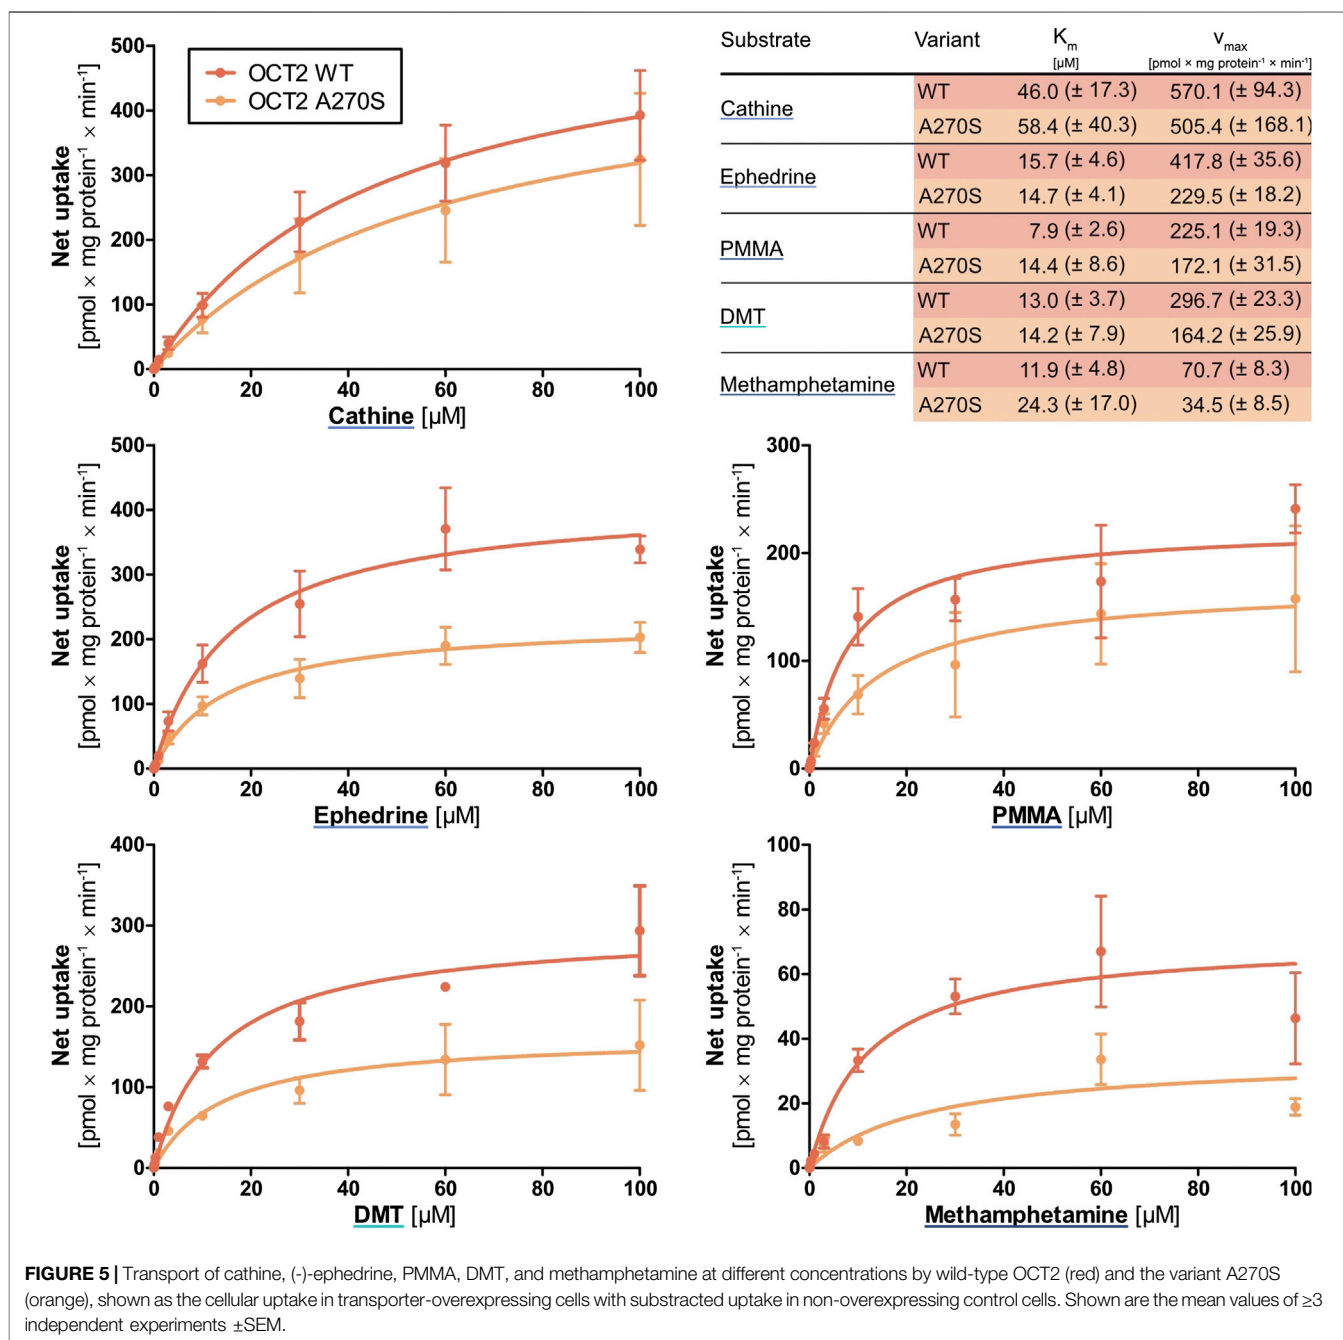 500
400
300
200
100
0
Net uptake
[pmol × mg protein⁻¹ × min⁻¹]
OCT2 WT
OCT2 A270S
0 20 40 60 80 100
Cathine [µM]
Substrate Variant Kₘ vₘₐₓ
[µM] [pmol × mg protein⁻¹ × min⁻¹]
Cathine
WT 46.0 (± 17.3) 570.1 (± 94.3)
A270S 58.4 (± 40.3) 505.4 (± 168.1)
Ephedrine
WT 15.7 (± 4.6) 417.8 (± 35.6)
A270S 14.7 (± 4.1) 229.5 (± 18.2)
PMMA
WT 7.9 (± 2.6) 225.1 (± 19.3)
A270S 14.4 (± 8.6) 172.1 (± 31.5)
DMT
WT 13.0 (± 3.7) 296.7 (± 23.3)
A270S 14.2 (± 7.9) 164.2 (± 25.9)
Methamphetamine
WT 11.9 (± 4.8) 70.7 (± 8.3)
A270S 24.3 (± 17.0) 34.5 (± 8.5)
500
400
300
200
100
0
Net uptake
[pmol × mg protein⁻¹ × min⁻¹]
0 20 40 60 80 100
Ephedrine [µM]
300
200
100
0
Net uptake
[pmol × mg protein⁻¹ × min⁻¹]
0 20 40 60 80 100
PMMA [µM]
400
300
200
100
0
Net uptake
[pmol × mg protein⁻¹ × min⁻¹]
0 20 40 60 80 100
DMT [µM]
100
80
60
40
20
0
Net uptake
[pmol × mg protein⁻¹ × min⁻¹]
0 20 40 60 80 100
Methamphetamine [µM]
FIGURE 5 | Transport of cathine, (-)-ephedrine, PMMA, DMT, and methamphetamine at different concentrations by wild-type OCT2 (red) and the variant A270S
(orange), shown as the cellular uptake in transporter-overexpressing cells with substracted uptake in non-overexpressing control cells. Shown are the mean values of ≥3
independent experiments ±SEM.